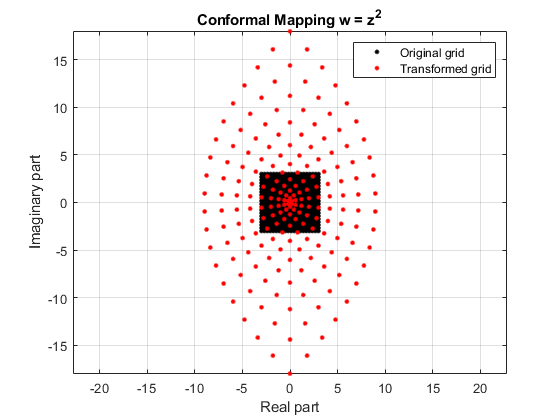 Conformal Mapping w = z²
Original grid
Transformed grid
Imaginary part
15
10
5
0
-5
-10
-15
-20 -15 -10 -5 0 5 10 15 20
Real part